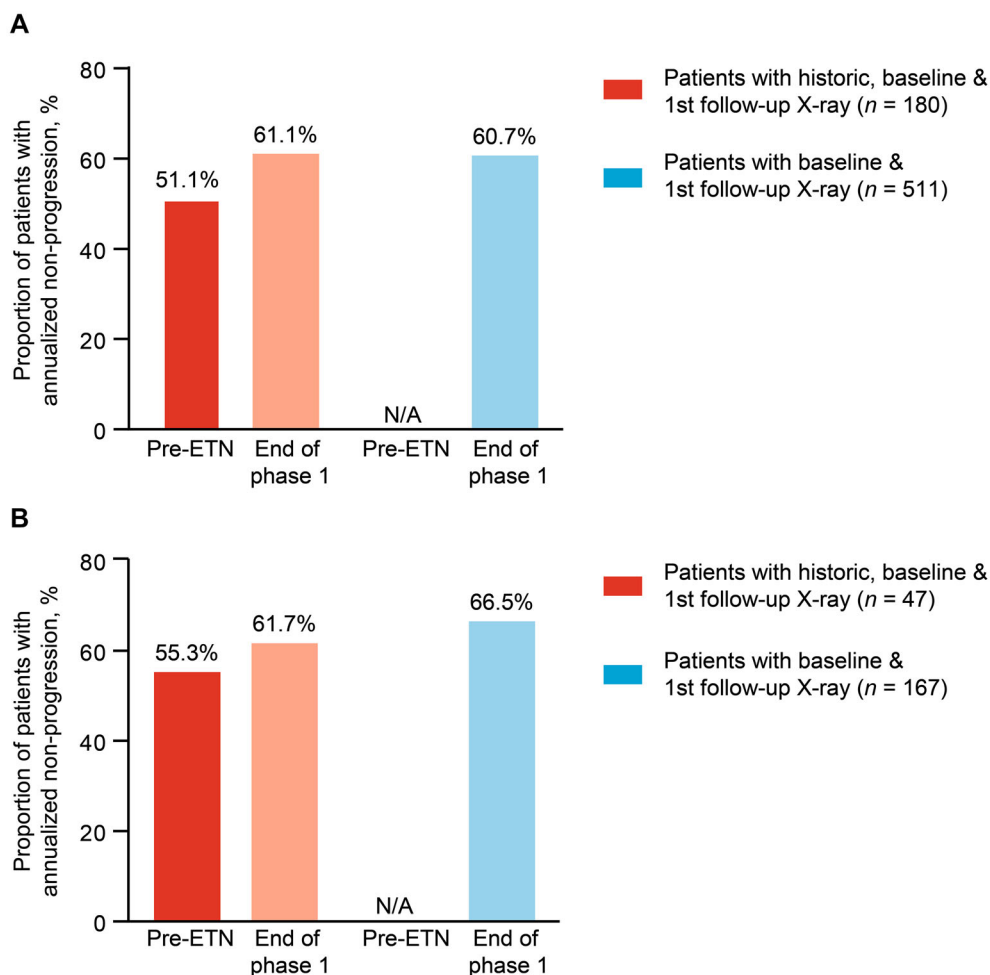 A
Proportion of patients with
annualized non-progression, %
80
60
40
20
0
51.1%
61.1%
N/A
60.7%
Pre-ETN
End of
phase 1
Pre-ETN
End of
phase 1
Patients with historic, baseline &
1st follow-up X-ray (n = 180)
Patients with baseline &
1st follow-up X-ray (n = 511)
B
Proportion of patients with
annualized non-progression, %
80
60
40
20
0
55.3%
61.7%
N/A
66.5%
Pre-ETN
End of
phase 1
Pre-ETN
End of
phase 1
Patients with historic, baseline &
1st follow-up X-ray (n = 47)
Patients with baseline &
1st follow-up X-ray (n = 167)